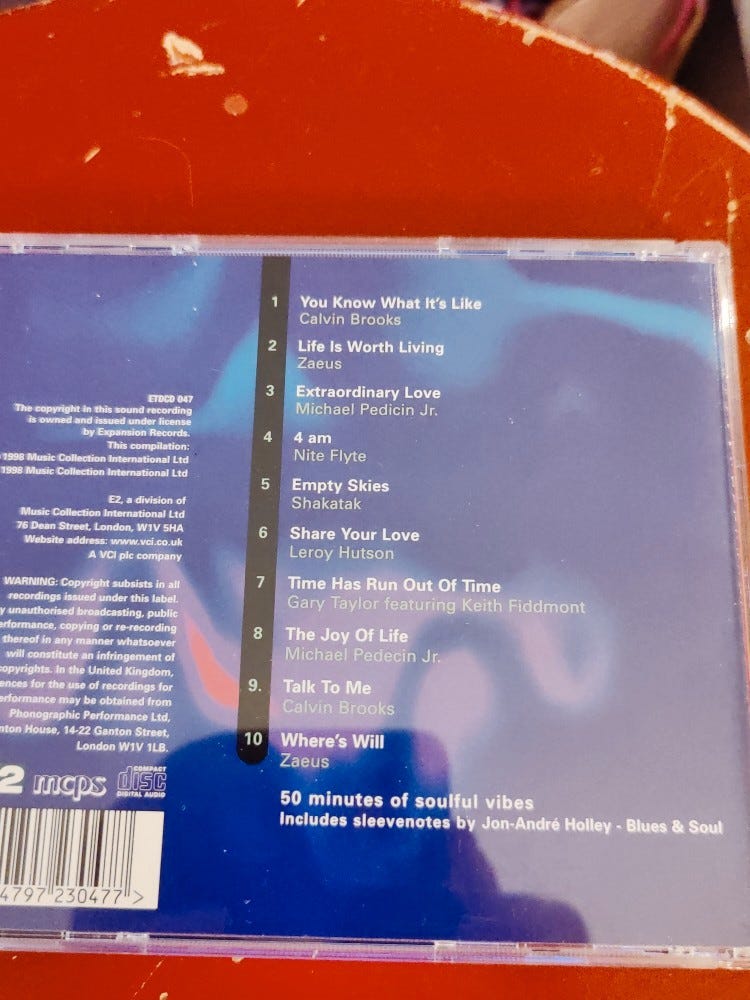 1 You Know What It's Like
Calvin Brooks
2 Life Is Worth Living
Zaeus
3 Extraordinary Love
Michael Pedicin Jr.
4 4 am
Nite Flyte
5 Empty Skies
Shakatak
6 Share Your Love
Leroy Hutson
7 Time Has Run Out Of Time
Gary Taylor featuring Keith Fiddmont
8 The Joy Of Life
Michael Pedecin Jr.
9. Talk To Me
Calvin Brooks
10 Where's Will
Zaeus
50 minutes of soulful vibes
Includes sleevenotes by Jon-André Holley - Blues & Soul
ETDCD 047
The copyright in this sound recording
is owned and issued under license
by Expansion Records.
This compilation:
1998 Music Collection International Ltd
1998 Music Collection International Ltd
E2, a division of
Music Collection International Ltd
76 Dean Street, London, W1V 5HA
Website address: www.vci.co.uk
A VCI plc company
WARNING: Copyright subsists in all
recordings issued under this label.
unauthorised broadcasting, public
copying or re-recording
thereof in any manner whatsoever
will constitute an infringement of
In the United Kingdom,
for the use of recordings for
may be obtained from
Phonographic Performance Ltd,
House, 14-22 Ganton Street,
London W1V 1LB.
2 mcps COMPACT disc DIGITAL AUDIO
4797 230477 >